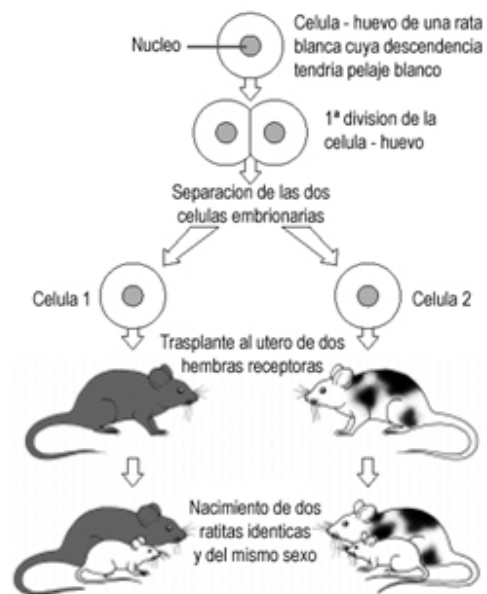 Nucleo
Celula - huevo de una rata
blanca cuya descendencia
tendria pelaje blanco
1ª division de la
celula - huevo
Separacion de las dos
celulas embrionarias
Celula 1
Celula 2
Trasplante al utero de dos
hembras receptoras
Nacimiento de dos
ratitas identicas
y del mismo sexo